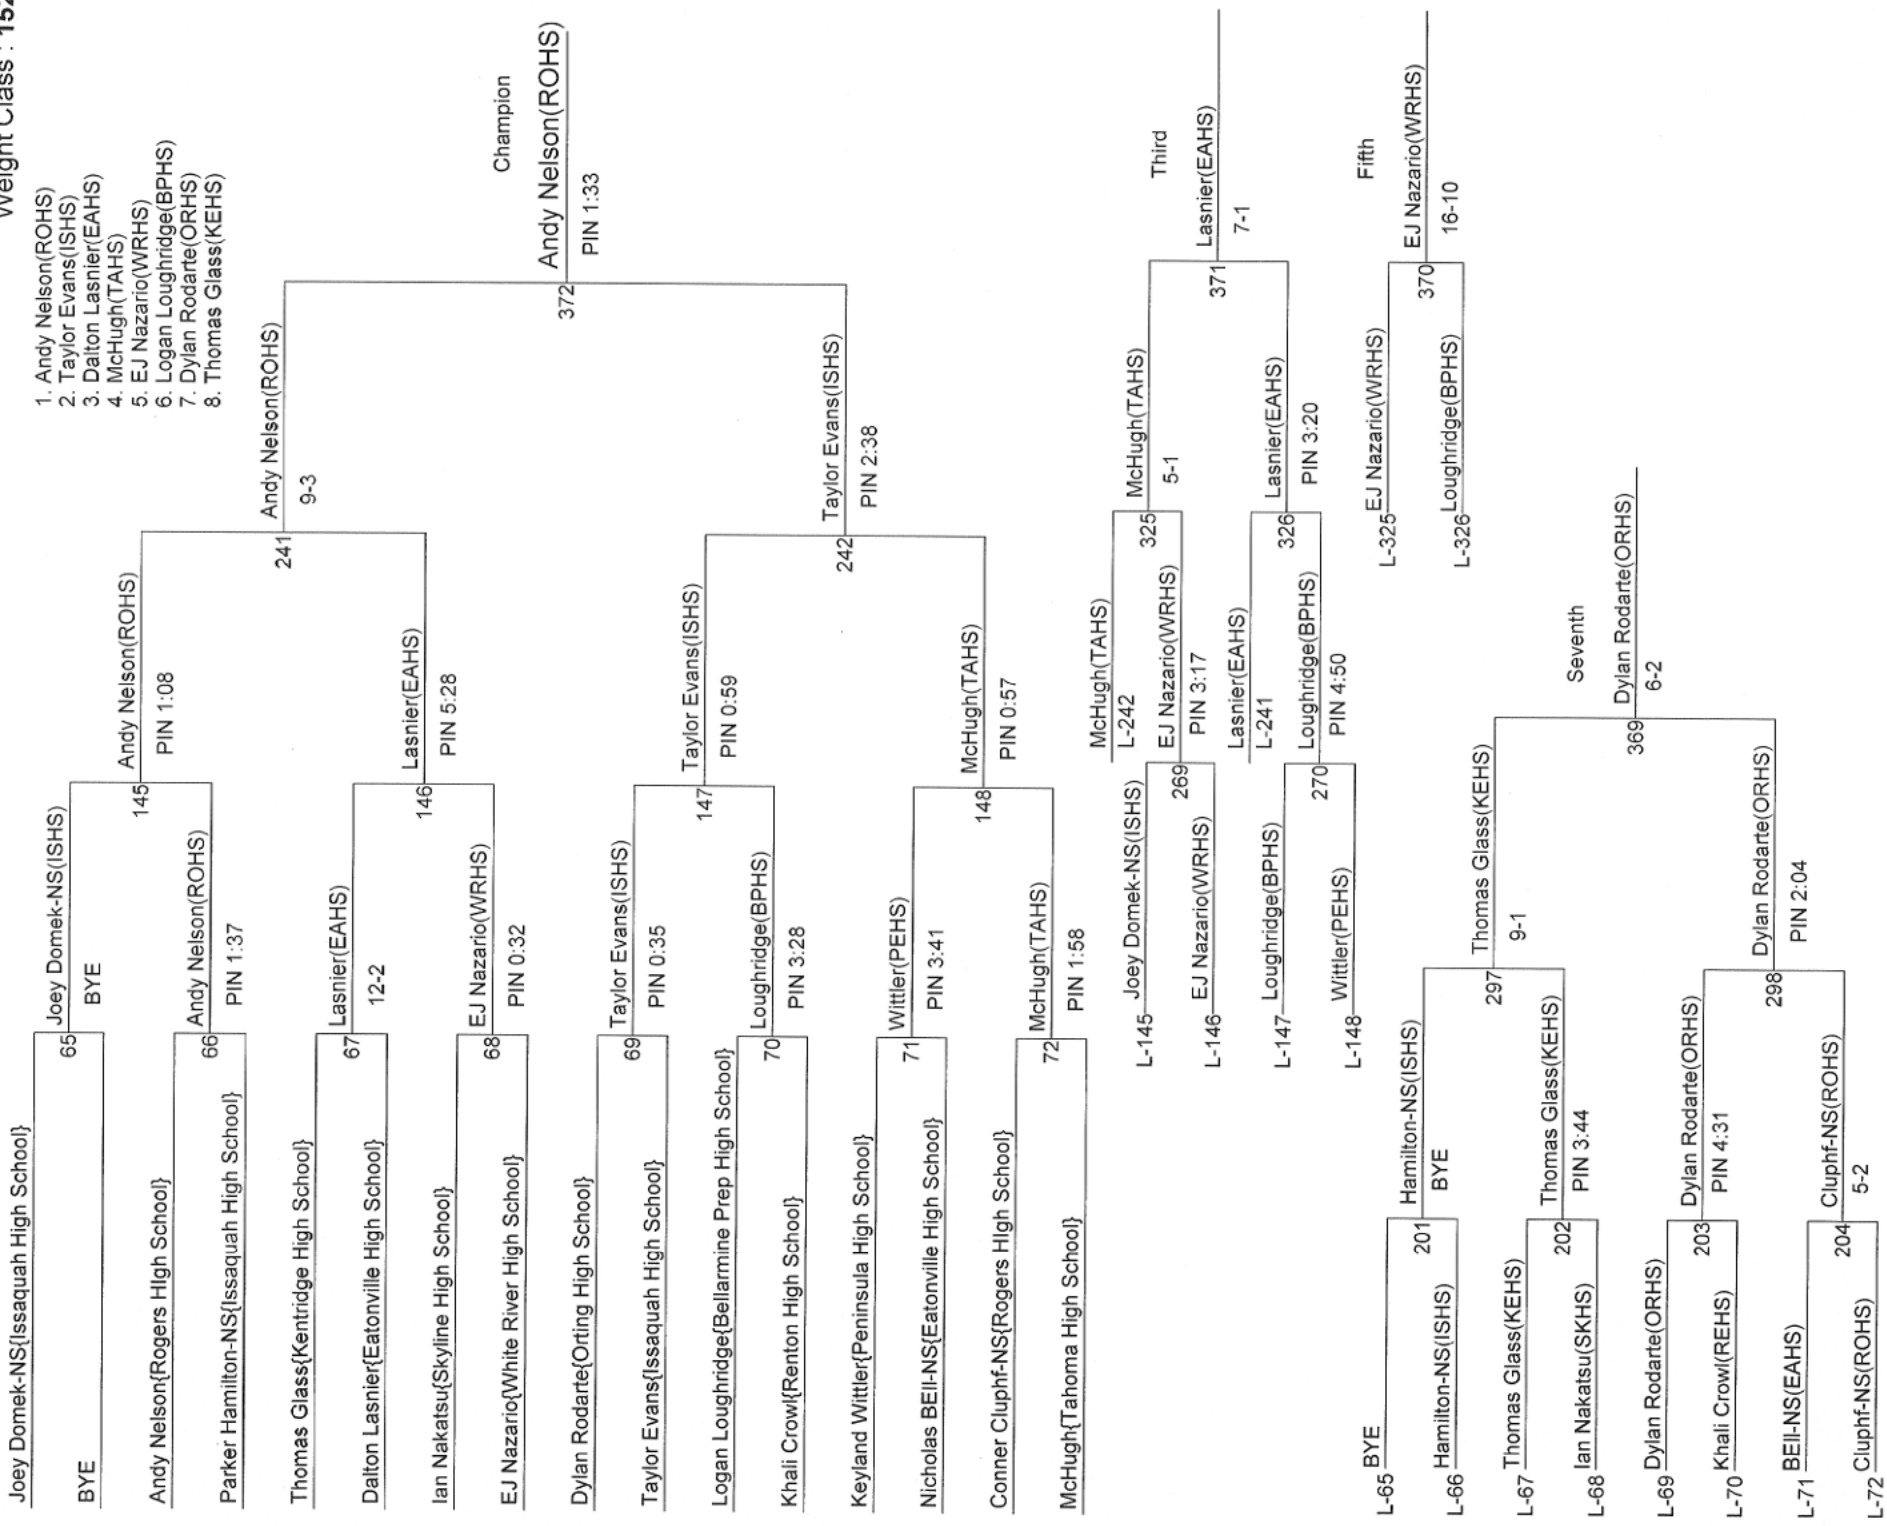 Weight Class : 152
1. Andy Nelson(ROHS)
2. Taylor Evans(ISHS)
3. Dalton Lasnier(EAHS)
4. McHugh(TAHS)
5. EJ Nazario(WRHS)
6. Logan Loughridge(BPHS)
7. Dylan Rodarte(ORHS)
8. Thomas Glass(KEHS)
Joey Domek-NS{Issaquah High School}
BYE
Andy Nelson{Rogers HIgh School}
Parker Hamilton-NS{Issaquah High School}
Thomas Glass{Kentridge High School}
Dalton Lasnier{Eatonville High School}
Ian Nakatsu{Skyline High School}
EJ Nazario{White River High School}
Dylan Rodarte{Orting High School}
Taylor Evans{Issaquah High School}
Logan Loughridge{Bellarmine Prep High School}
Khali Crowl{Renton High School}
Keyland Wittler{Peninsula High School}
Nicholas BEll-NS{Eatonville High School}
Conner Cluphf-NS{Rogers HIgh School}
McHugh{Tahoma High School}
65
Joey Domek-NS(ISHS)
BYE
66
Andy Nelson(ROHS)
PIN 1:37
67
Lasnier(EAHS)
12-2
68
EJ Nazario(WRHS)
PIN 0:32
69
Taylor Evans(ISHS)
PIN 0:35
70
Loughridge(BPHS)
PIN 3:28
71
Wittler(PEHS)
PIN 3:41
72
McHugh(TAHS)
PIN 1:58
145
Andy Nelson(ROHS)
PIN 1:08
146
Lasnier(EAHS)
PIN 5:28
147
Taylor Evans(ISHS)
PIN 0:59
148
McHugh(TAHS)
PIN 0:57
241
Andy Nelson(ROHS)
9-3
242
Taylor Evans(ISHS)
PIN 2:38
372
Champion
Andy Nelson(ROHS)
PIN 1:33
L-145 Joey Domek-NS(ISHS)
L-146 EJ Nazario(WRHS)
L-147 Loughridge(BPHS)
L-148 Wittler(PEHS)
McHugh(TAHS)
L-242
269
EJ Nazario(WRHS)
PIN 3:17
Lasnier(EAHS)
L-241
270
Loughridge(BPHS)
PIN 4:50
325
McHugh(TAHS)
5-1
326
Lasnier(EAHS)
PIN 3:20
Third
371
Lasnier(EAHS)
7-1
L-325 EJ Nazario(WRHS)
L-326 Loughridge(BPHS)
Fifth
370
EJ Nazario(WRHS)
16-10
L-65 BYE
L-66 Hamilton-NS(ISHS)
L-67 Thomas Glass(KEHS)
L-68 Ian Nakatsu(SKHS)
L-69 Dylan Rodarte(ORHS)
L-70 Khali Crowl(REHS)
L-71 BEll-NS(EAHS)
L-72 Cluphf-NS(ROHS)
201
Hamilton-NS(ISHS)
BYE
202
Thomas Glass(KEHS)
PIN 3:44
203
Dylan Rodarte(ORHS)
PIN 4:31
204
Cluphf-NS(ROHS)
5-2
297
Thomas Glass(KEHS)
9-1
298
Dylan Rodarte(ORHS)
PIN 2:04
Seventh
369
Dylan Rodarte(ORHS)
6-2